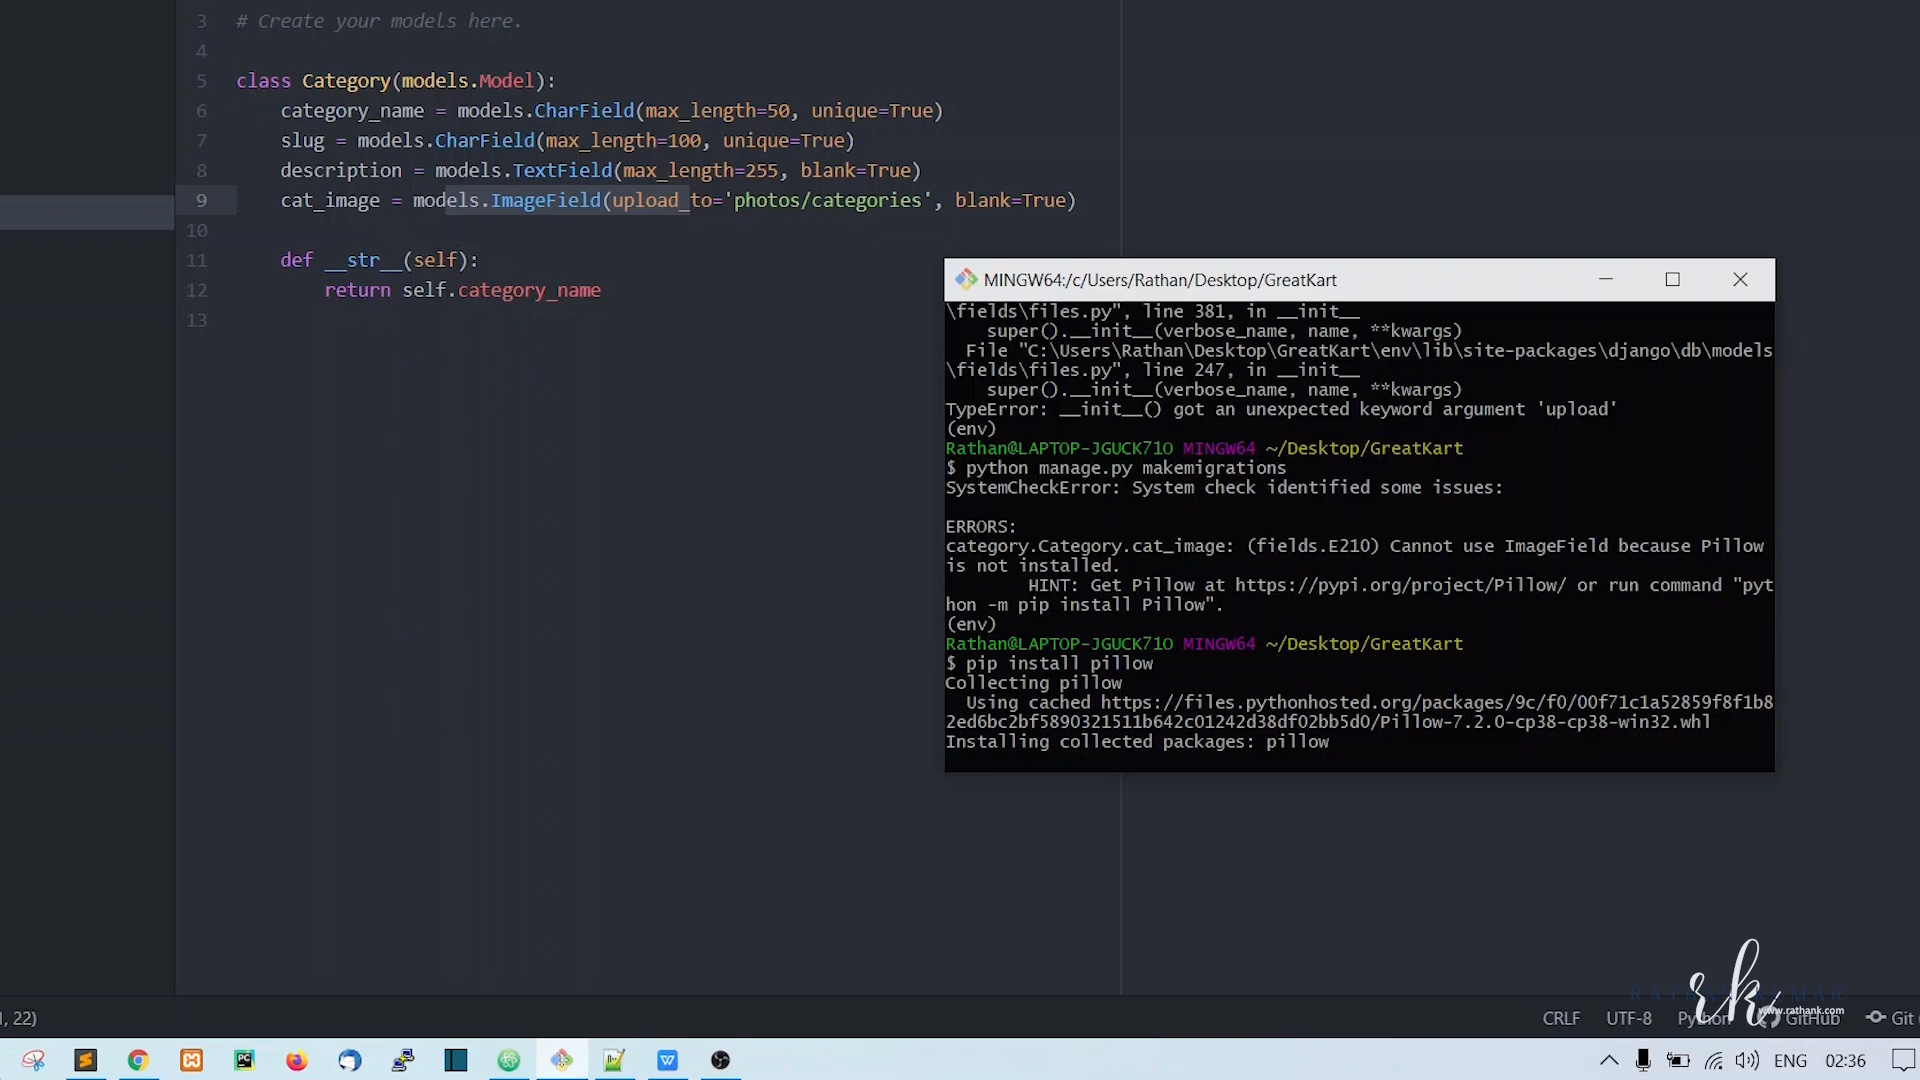 3 # Create your models here.
4
5 class Category(models.Model):
6 category_name = models.CharField(max_length=50, unique=True)
7 slug = models.CharField(max_length=100, unique=True)
8 description = models.TextField(max_length=255, blank=True)
9 cat_image = models.ImageField(upload_to='photos/categories', blank=True)
10
11 def __str__(self):
12 return self.category_name
13
MINGW64:/c/Users/Rathan/Desktop/GreatKart
\fields\files.py", line 381, in __init__
super().__init__(verbose_name, name, **kwargs)
File "C:\Users\Rathan\Desktop\GreatKart\env\lib\site-packages\django\db\models
\fields\files.py", line 247, in __init__
super().__init__(verbose_name, name, **kwargs)
TypeError: __init__() got an unexpected keyword argument 'upload'
(env)
Rathan@LAPTOP-JGUCK71O MINGW64 ~/Desktop/GreatKart
$ python manage.py makemigrations
SystemCheckError: System check identified some issues:
ERRORS:
category.Category.cat_image: (fields.E210) Cannot use ImageField because Pillow
is not installed.
HINT: Get Pillow at https://pypi.org/project/Pillow/ or run command "pyt
hon -m pip install Pillow".
(env)
Rathan@LAPTOP-JGUCK71O MINGW64 ~/Desktop/GreatKart
$ pip install pillow
Collecting pillow
Using cached https://files.pythonhosted.org/packages/9c/f0/00f71c1a52859f8f1b8
2ed6bc2bf5890321511b642c01242d38df02bb5d0/Pillow-7.2.0-cp38-cp38-win32.whl
Installing collected packages: pillow
rk
www.rathank.com
, 22) CRLF UTF-8 Python GitHub Git
ENG 02:36